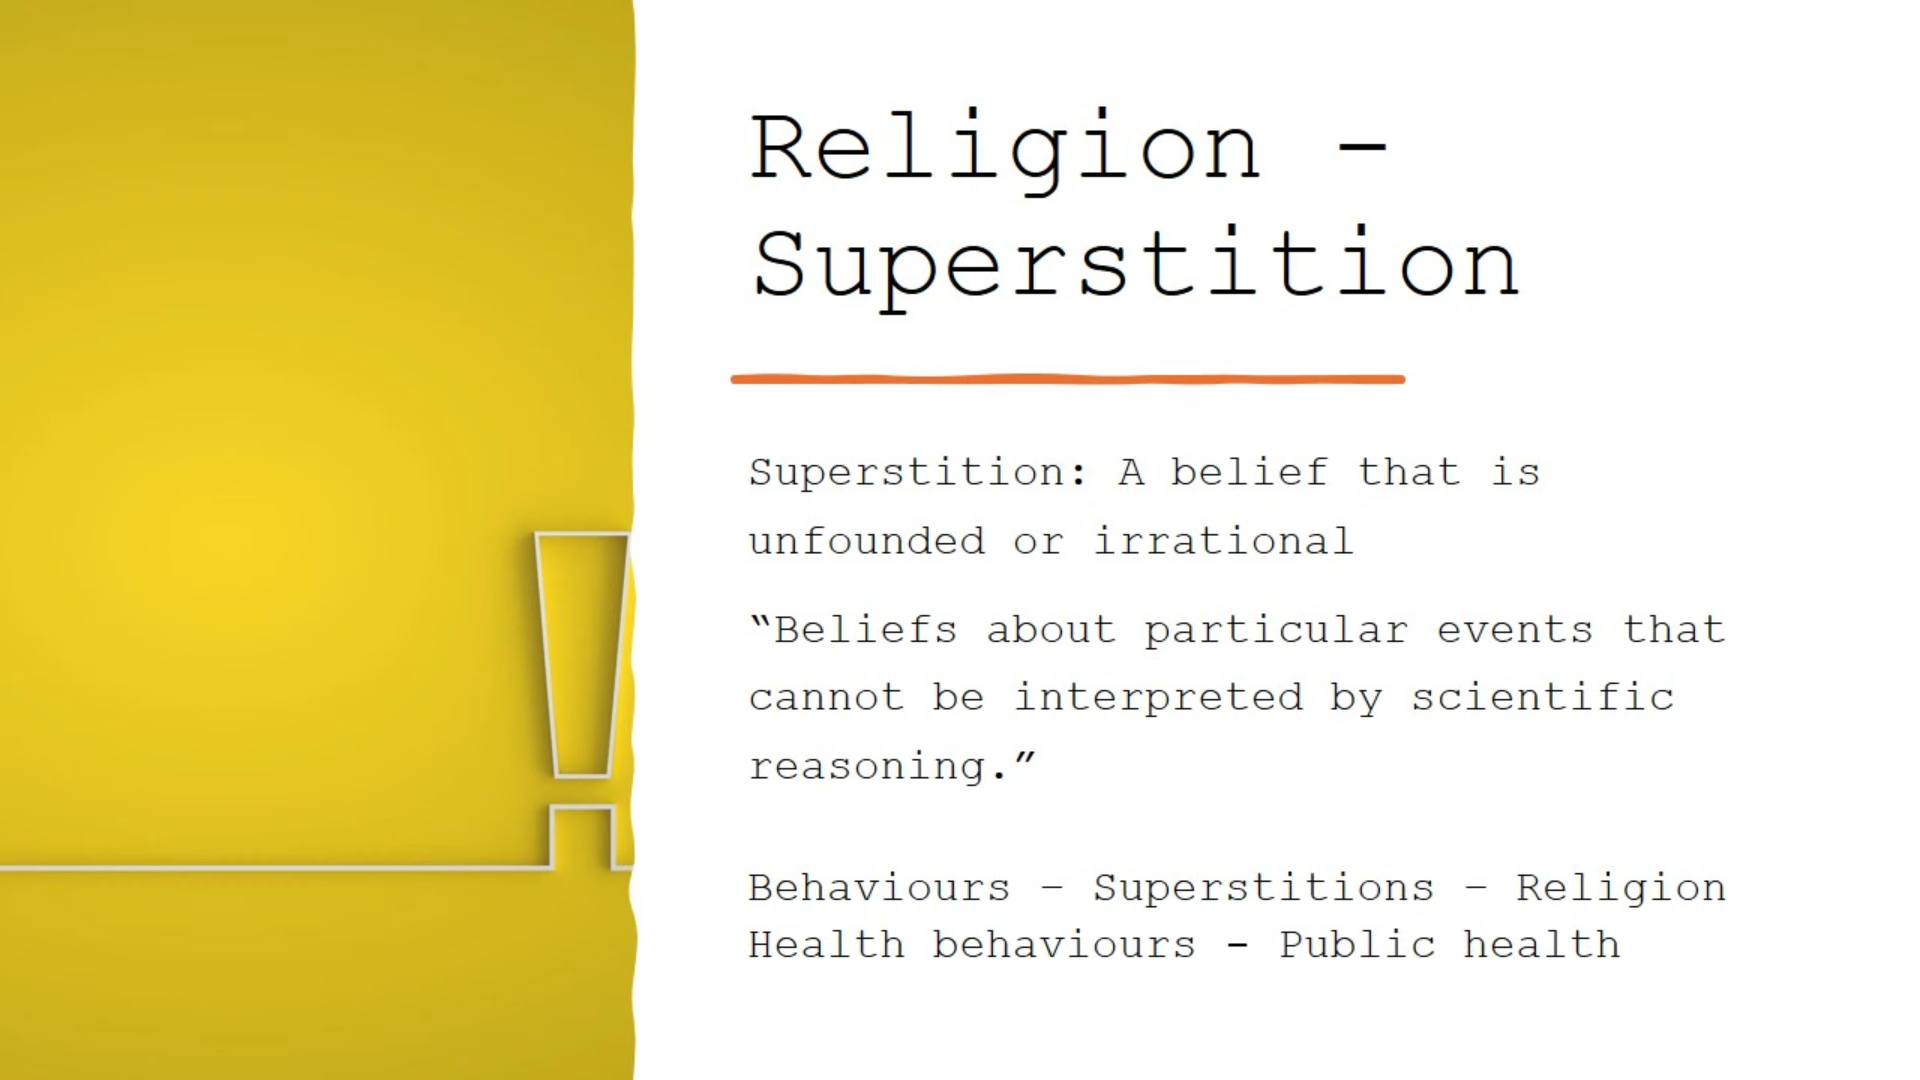 Religion -
Superstition
Superstition: A belief that is
unfounded or irrational
“Beliefs about particular events that
cannot be interpreted by scientific
reasoning.”
Behaviours – Superstitions – Religion
Health behaviours - Public health